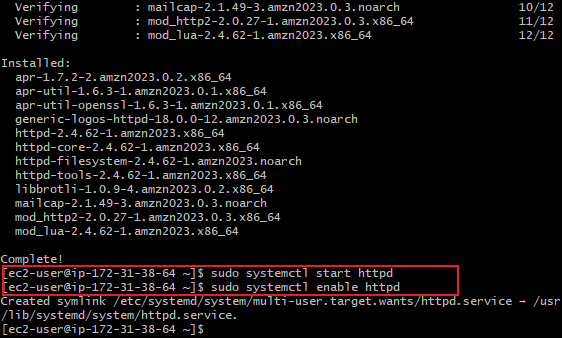 Verifying        : mailcap-2.1.49-3.amzn2023.0.3.noarch               10/12
Verifying        : mod_http2-2.0.27-1.amzn2023.0.3.x86_64             11/12
Verifying        : mod_lua-2.4.62-1.amzn2023.x86_64                   12/12
Installed:
apr-1.7.2-2.amzn2023.0.2.x86_64
apr-util-1.6.3-1.amzn2023.0.1.x86_64
apr-util-openssl-1.6.3-1.amzn2023.0.1.x86_64
generic-logos-httpd-18.0.0-12.amzn2023.0.3.noarch
httpd-2.4.62-1.amzn2023.x86_64
httpd-core-2.4.62-1.amzn2023.x86_64
httpd-filesystem-2.4.62-1.amzn2023.noarch
httpd-tools-2.4.62-1.amzn2023.x86_64
libbrotli-1.0.9-4.amzn2023.0.2.x86_64
mailcap-2.1.49-3.amzn2023.0.3.noarch
mod_http2-2.0.27-1.amzn2023.0.3.x86_64
mod_lua-2.4.62-1.amzn2023.x86_64
Complete!
[ec2-user@ip-172-31-38-64 ~]$ sudo systemctl start httpd
[ec2-user@ip-172-31-38-64 ~]$ sudo systemctl enable httpd
Created symlink /etc/systemd/system/multi-user.target.wants/httpd.service → /usr
/lib/systemd/system/httpd.service.
[ec2-user@ip-172-31-38-64 ~]$